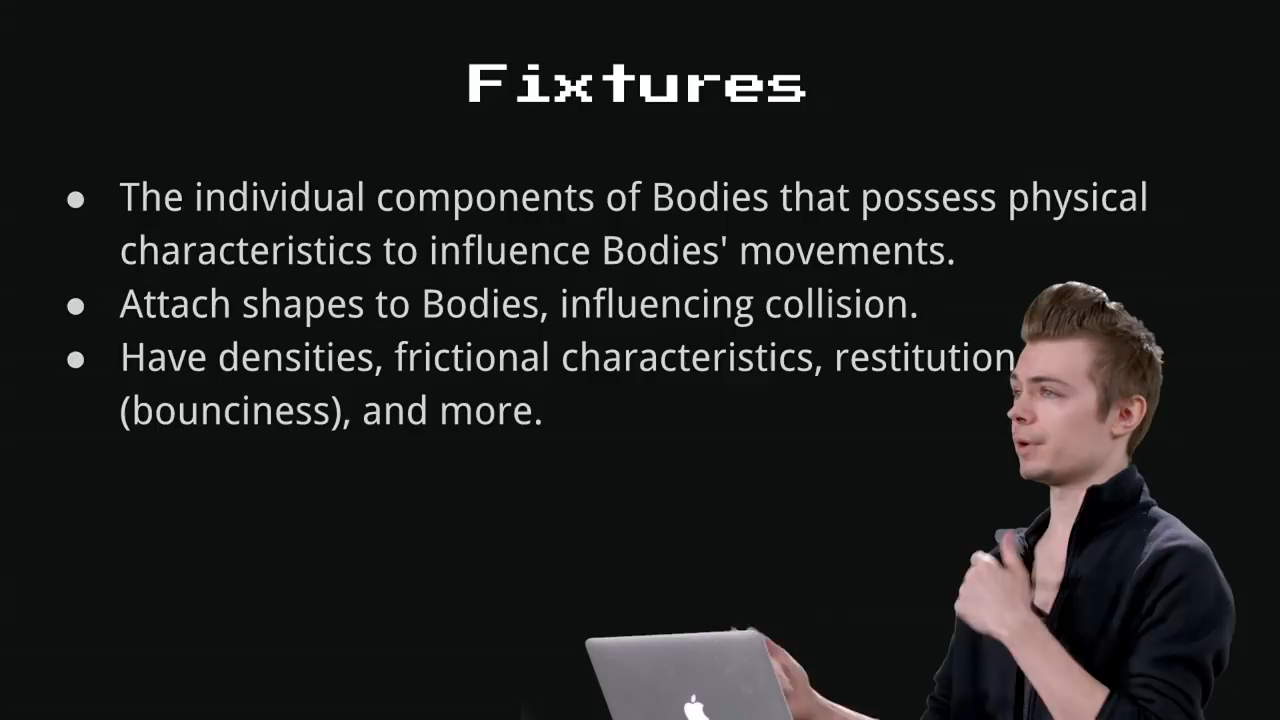 Fixtures
● The individual components of Bodies that possess physical
characteristics to influence Bodies' movements.
● Attach shapes to Bodies, influencing collision.
● Have densities, frictional characteristics, restitution
(bounciness), and more.